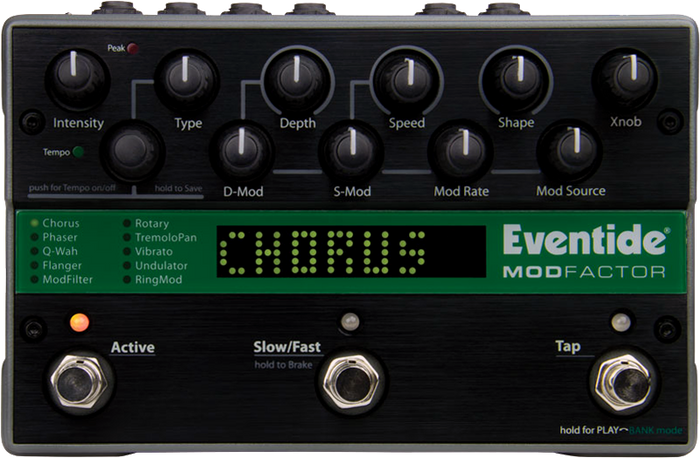 Peak
Intensity
Type
Depth
Speed
Shape
Xnob
Tempo
push for Tempo on/off
hold to Save
D-Mod
S-Mod
Mod Rate
Mod Source
Chorus
Phaser
Q-Wah
Flanger
ModFilter
Rotary
TremoloPan
Vibrato
Undulator
RingMod
CHORUS
Eventide®
MODFACTOR
Active
Slow/Fast
hold to Brake
Tap
hold for PLAY BANK mode